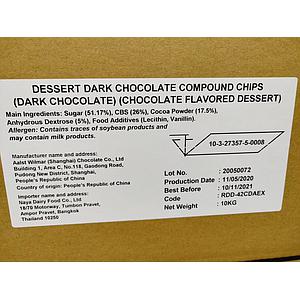 DESSERT DARK CHOCOLATE COMPOUND CHIPS
(DARK CHOCOLATE) (CHOCOLATE FLAVORED DESSERT)
Main Ingredients: Sugar (51.17%), CBS (26%), Cocoa Powder (17.5%),
Anhydrous Dextrose (5%), Food Additives (Lecithin, Vanillin).
Allergen: Contains traces of soybean products and
may contain milk products.
10-3-27357-5-0008
Manufacturer name and address
Aalst Wilmar (Shanghai) Chocolate Co., Ltd
Building 1, Area C, No.118, Gaodong Road,
Pudong New District, Shanghai,
People's Republic of China
Country of origin: People's Republic of China
Importer name and address
Naya Dairy Food Co., Ltd
18/70 Motorway, Tumbon Pravet,
Ampor Pravet, Bangkok
Thailand 10250
Lot No. : 20050072
Production Date : 11/05/2020
Best Before : 10/11/2021
Code : RDD-42CDAEX
Net Weight : 10KG